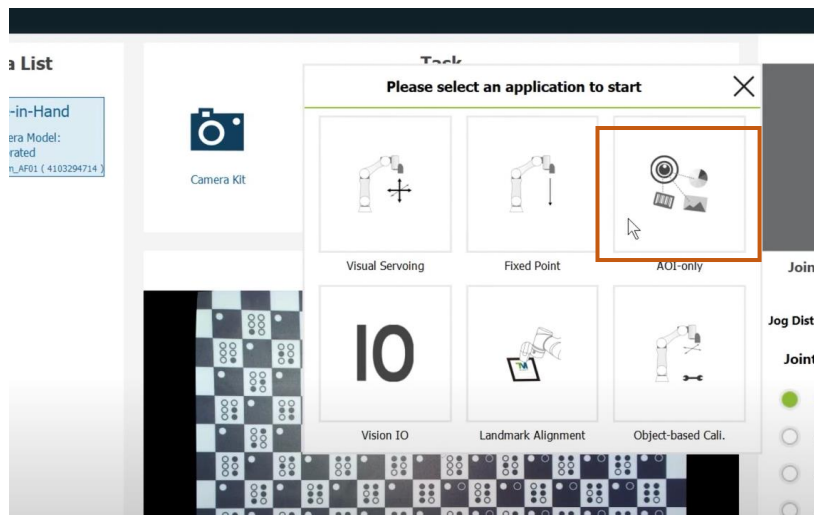 a List
Task
Please select an application to start
-in-Hand
era Model:
rated
n_AF01 ( 4103294714 )
Camera Kit
Visual Servoing
Fixed Point
AOI-only
IO
Vision IO
Landmark Alignment
Object-based Cali.
Join
Jog Dist
Joint